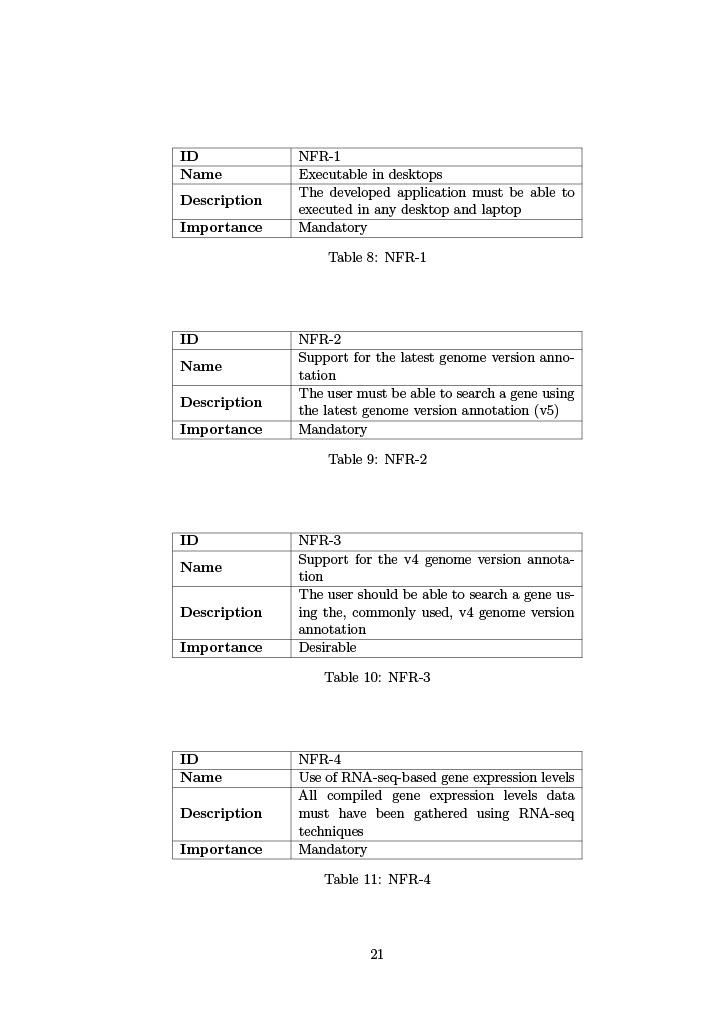 ID NFR-1
Name Executable in desktops
Description The developed application must be able to
executed in any desktop and laptop
Importance Mandatory
Table 8: NFR-1
ID NFR-2
Name Support for the latest genome version anno-
tation
Description The user must be able to search a gene using
the latest genome version annotation (v5)
Importance Mandatory
Table 9: NFR-2
ID NFR-3
Name Support for the v4 genome version annota-
tion
Description The user should be able to search a gene us-
ing the, commonly used, v4 genome version
annotation
Importance Desirable
Table 10: NFR-3
ID NFR-4
Name Use of RNA-seq-based gene expression levels
Description All compiled gene expression levels data
must have been gathered using RNA-seq
techniques
Importance Mandatory
Table 11: NFR-4
21